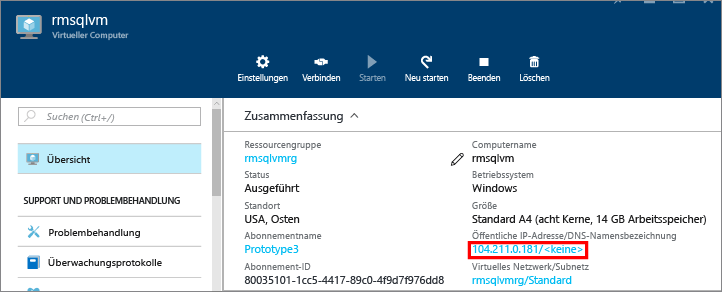 rmsqlvm
Virtueller Computer
Einstellungen Verbinden Starten Neu starten Beenden Löschen
Suchen (Ctrl+/)
Übersicht
SUPPORT UND PROBLEMBEHANDLUNG
Problembehandlung
Überwachungsprotokolle
Zusammenfassung
Ressourcengruppe
rmsqlvmrg
Status
Ausgeführt
Standort
USA, Osten
Abonnementname
Prototype3
Abonnement-ID
80035101-1cc5-4417-89c0-4f9d7f976dd8
Computername
rmsqlvm
Betriebssystem
Windows
Größe
Standard A4 (acht Kerne, 14 GB Arbeitsspeicher)
Öffentliche IP-Adresse/DNS-Namensbezeichnung
104.211.0.181/<keine>
Virtuelles Netzwerk/Subnetz
rmsqlvmrg/Standard